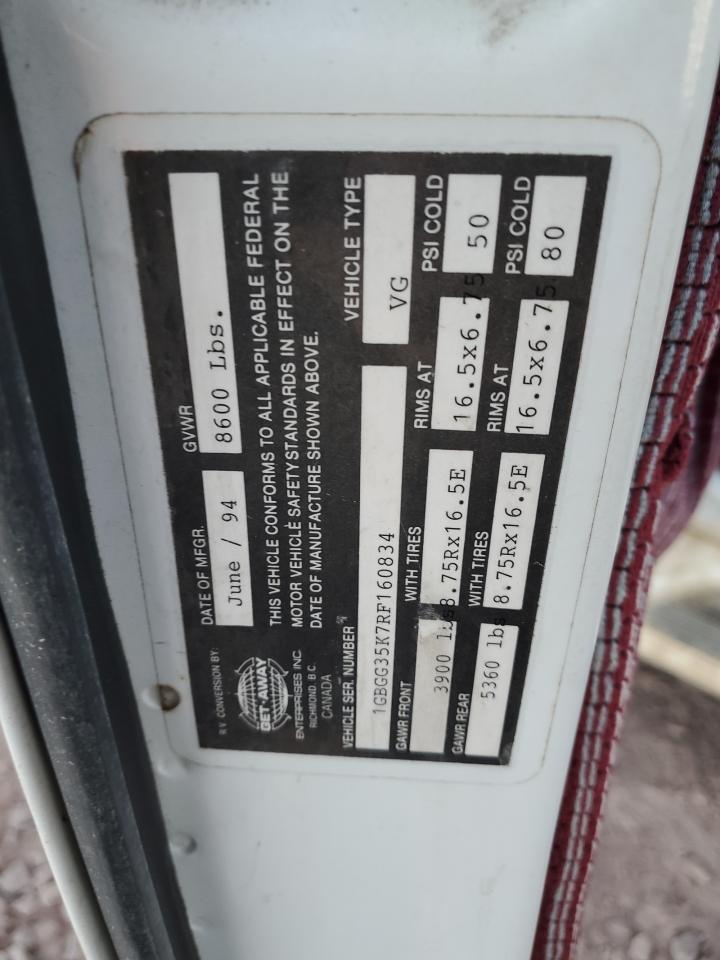 R V CONVERSION BY:
GET-AWAY
ENTERPRISES INC.
RICHMOND, B.C.
CANADA
DATE OF MFGR.
June / 94
GVWR
8600 Lbs.
THIS VEHICLE CONFORMS TO ALL APPLICABLE FEDERAL
MOTOR VEHICLE SAFETY STANDARDS IN EFFECT ON THE
DATE OF MANUFACTURE SHOWN ABOVE.
VEHICLE SER. NUMBER
1GBGG35K7RF160834
VEHICLE TYPE
VG
GAWR FRONT
3900 lbs
WITH TIRES
8.75Rx16.5E
RIMS AT
16.5x6.75
PSI COLD
50
GAWR REAR
5360 lbs
WITH TIRES
8.75Rx16.5E
RIMS AT
16.5x6.75
PSI COLD
80